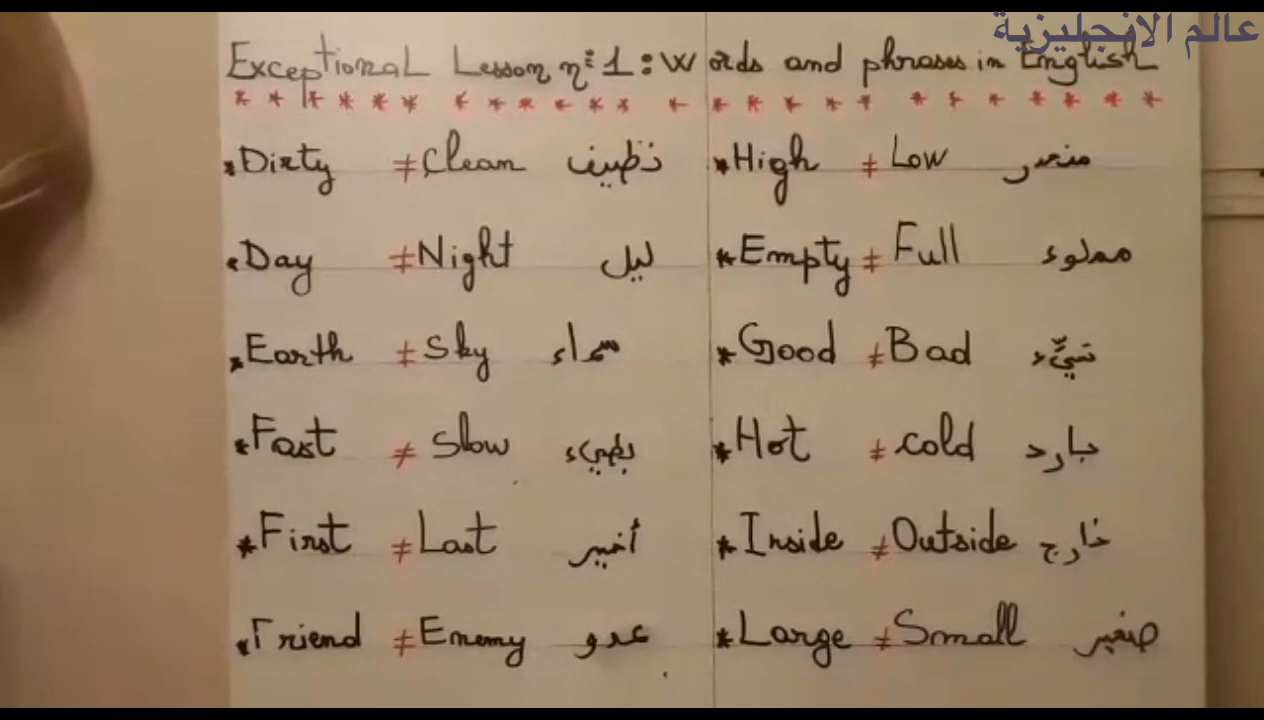 عالم الانجليزية
Exceptional Lesson n°1: Words and phrases in English
* * * * * * * * * * * * * * * * * * * * * * * * *
*Dirty ≠ Clean نظيف
*Day ≠ Night ليل
*Earth ≠ Sky سماء
*Fast ≠ Slow بطيء
*First ≠ Last أخير
*Friend ≠ Enemy عدو
*High ≠ Low
*Empty ≠ Full مملوء
*Good ≠ Bad سيّء
*Hot ≠ cold بارد
*Inside ≠ Outside خارج
*Large ≠ Small صغير